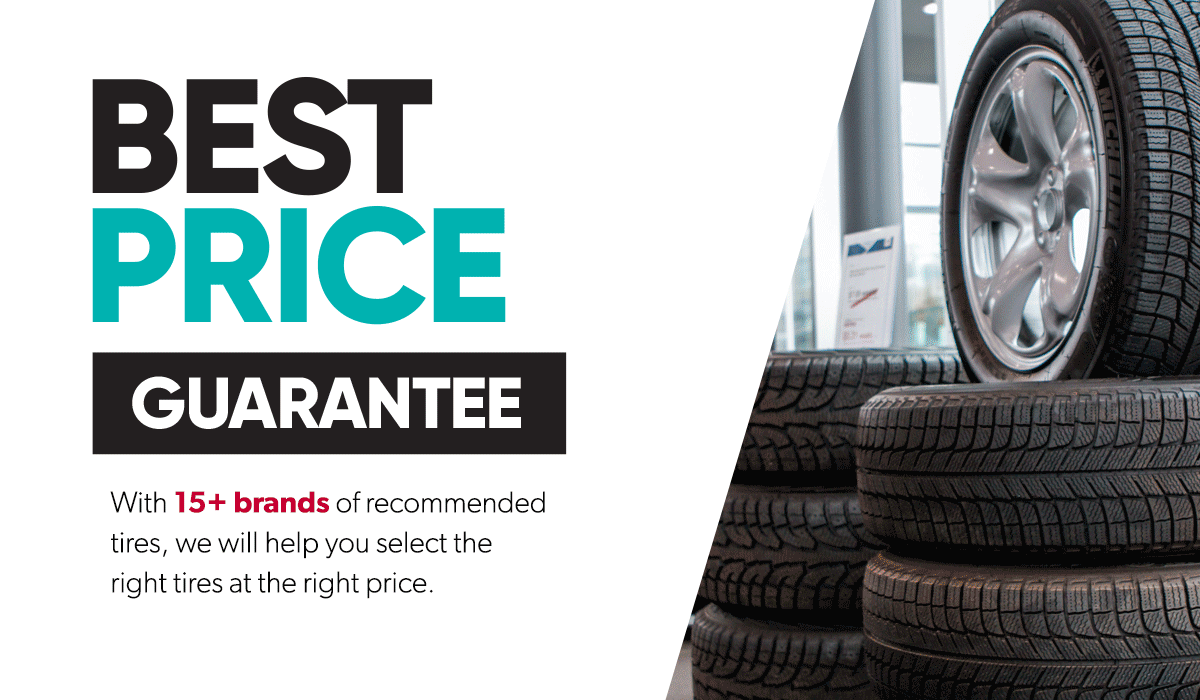 BEST
PRICE
GUARANTEE
With 15+ brands of recommended
tires, we will help you select the
right tires at the right price.
MICHELIN